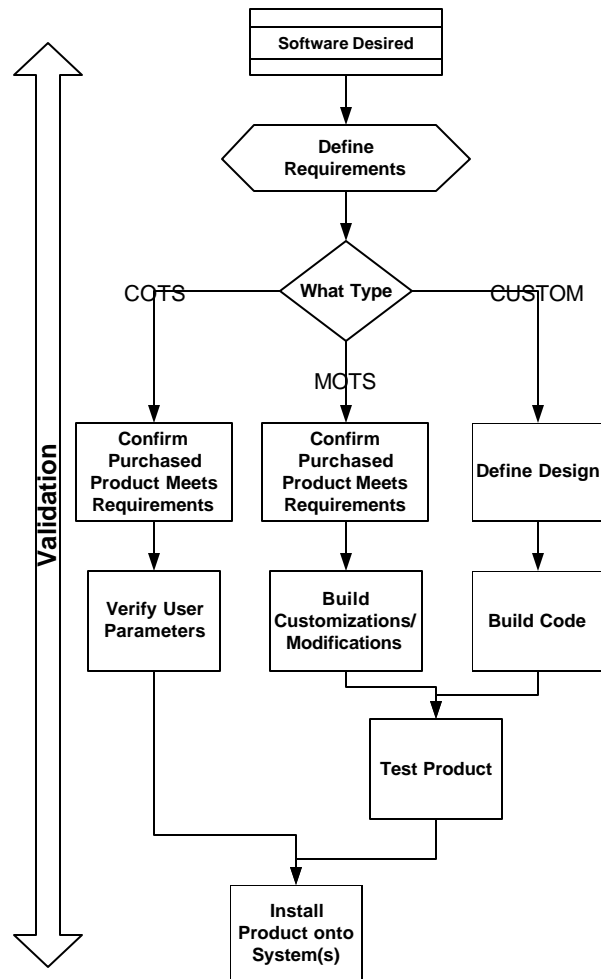 Software Desired
Define
Requirements
What Type
COTS
CUSTOM
MOTS
Confirm
Purchased
Product Meets
Requirements
Confirm
Purchased
Product Meets
Requirements
Define Design
Validation
Verify User
Parameters
Build
Customizations/
Modifications
Build Code
Test Product
Install
Product onto
System(s)